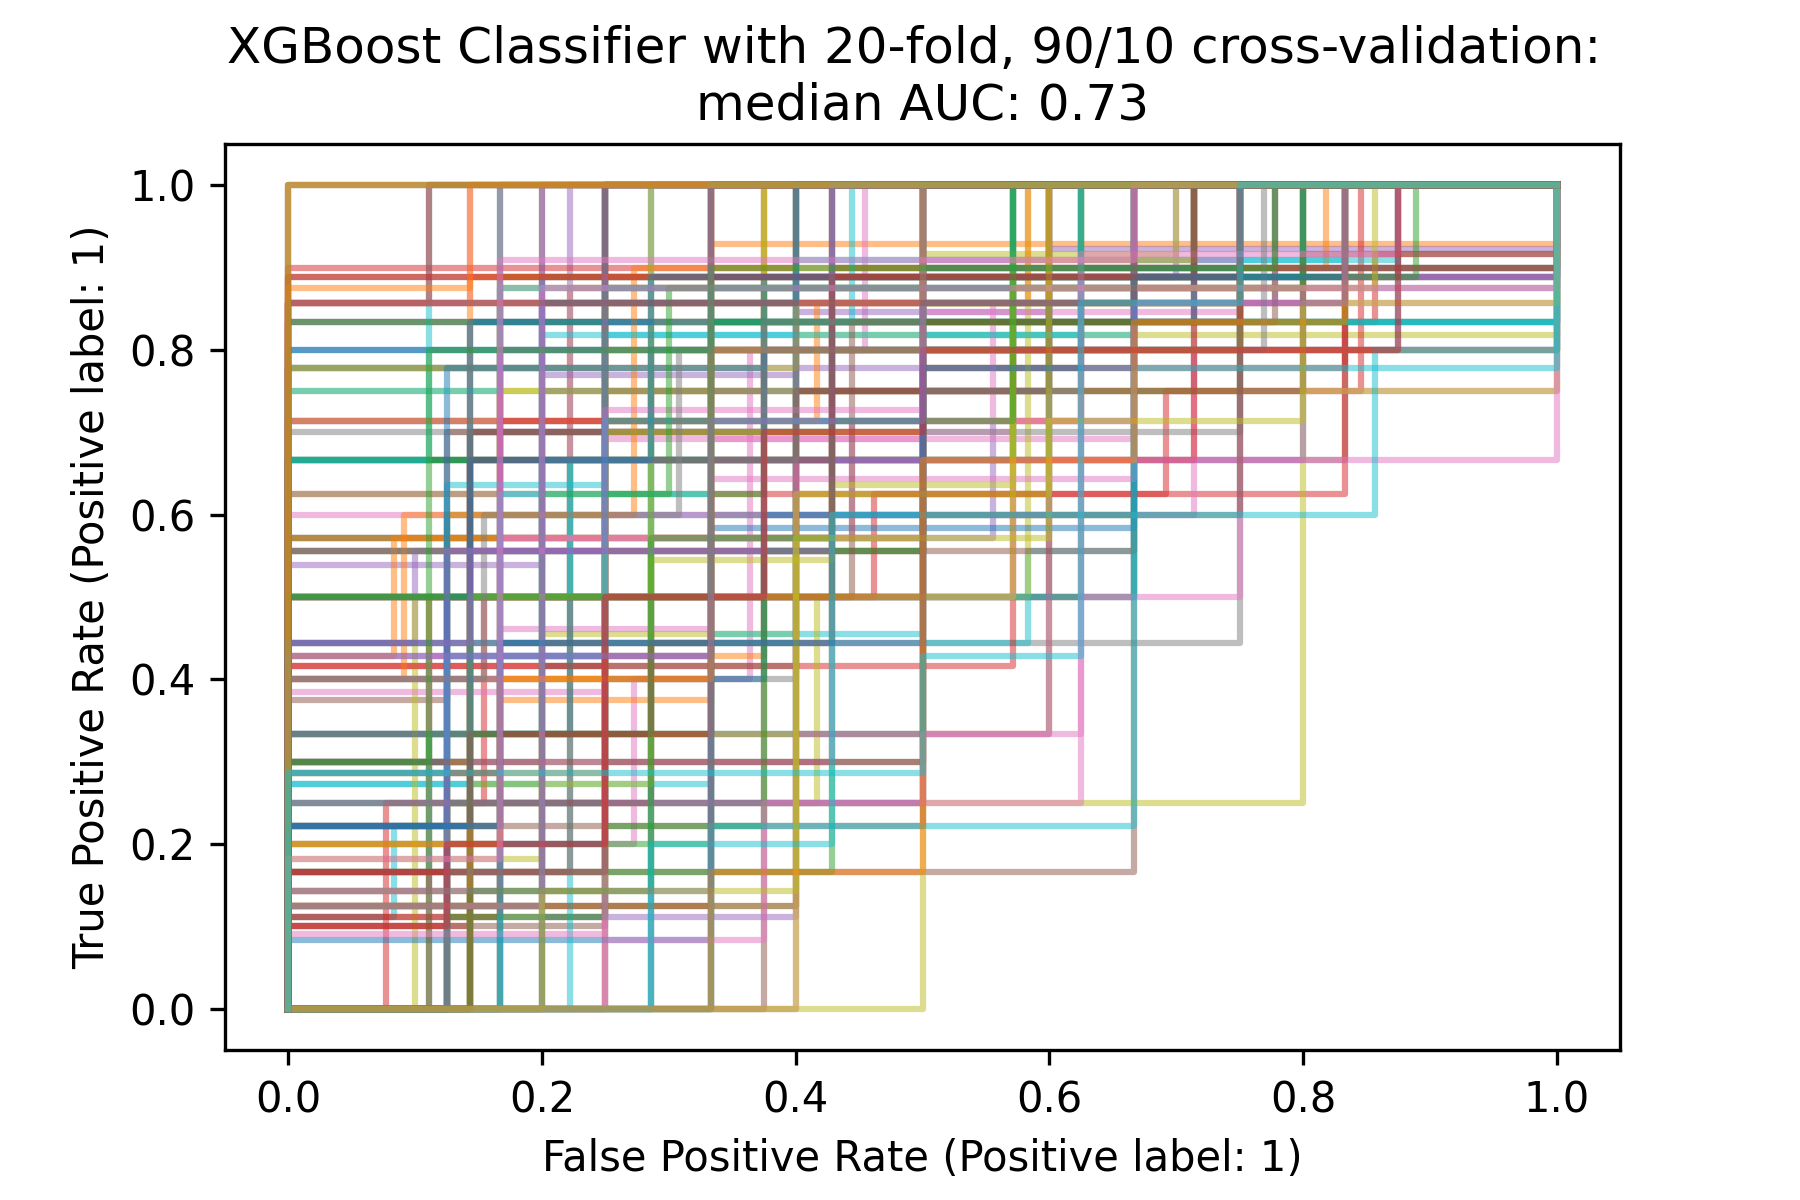 XGBoost Classifier with 20-fold, 90/10 cross-validation:
median AUC: 0.73
True Positive Rate (Positive label: 1)
1.0
0.8
0.6
0.4
0.2
0.0
0.0 0.2 0.4 0.6 0.8 1.0
False Positive Rate (Positive label: 1)